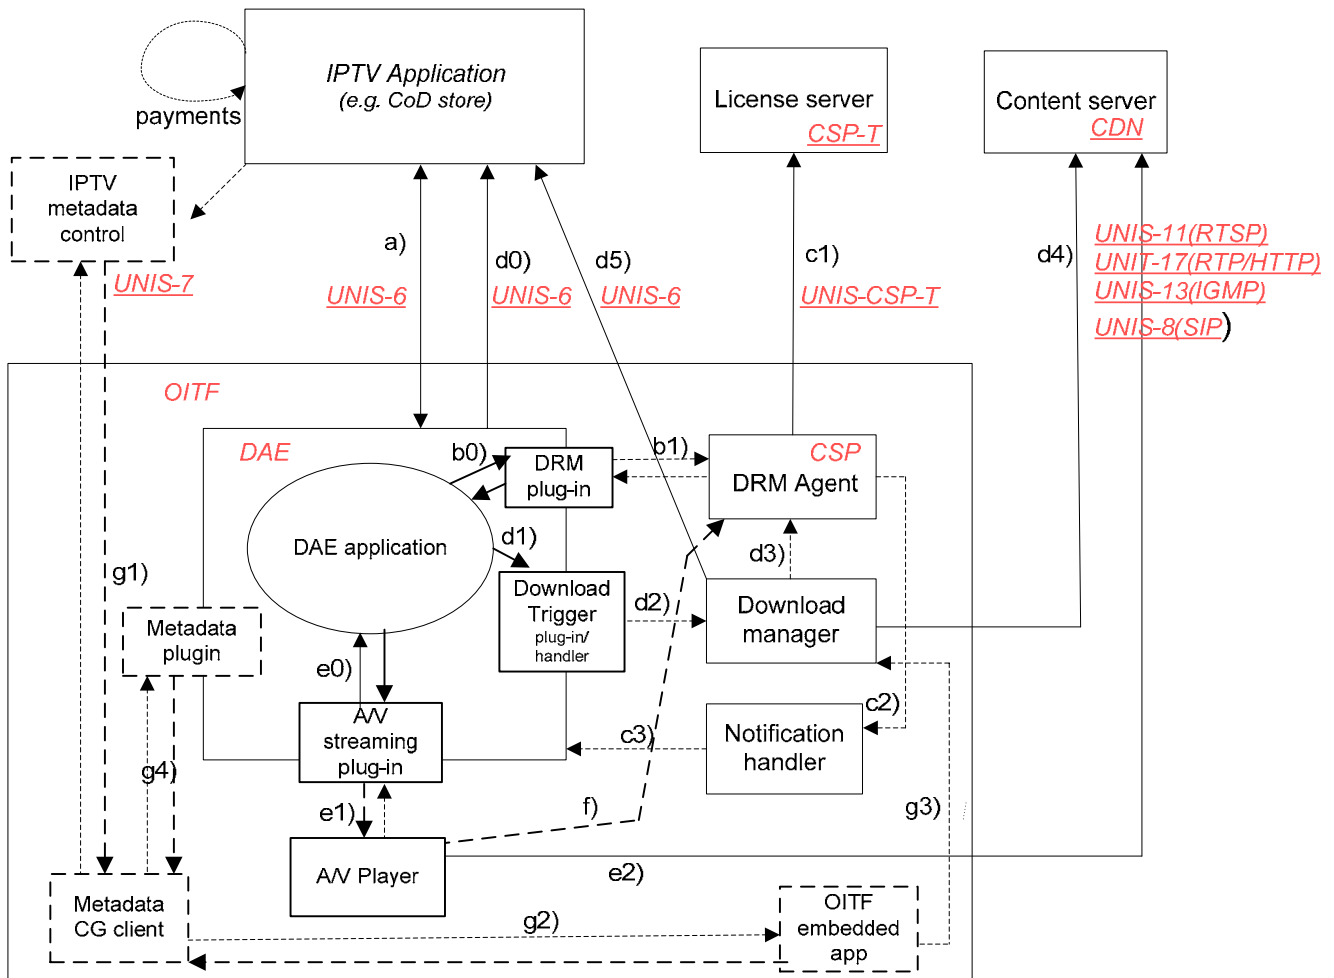 IPTV Application
(e.g. CoD store)
payments
License server
CSP-T
Content server
CDN
IPTV
metadata
control
UNIS-7
a)
UNIS-6
d0)
UNIS-6
d5)
UNIS-6
c1)
UNIS-CSP-T
d4)
UNIS-11(RTSP)
UNIT-17(RTP/HTTP)
UNIS-13(IGMP)
UNIS-8(SIP)
OITF
DAE
b0)
DRM
plug-in
b1)
CSP
DRM Agent
DAE application
d1)
d3)
g1)
Download
Trigger
plug-in/
handler
d2)
Download
manager
Metadata
plugin
e0)
A/V
streaming
plug-in
c3)
c2)
Notification
handler
g4)
e1)
f)
g3)
A/V Player
e2)
Metadata
CG client
g2)
OITF
embedded
app